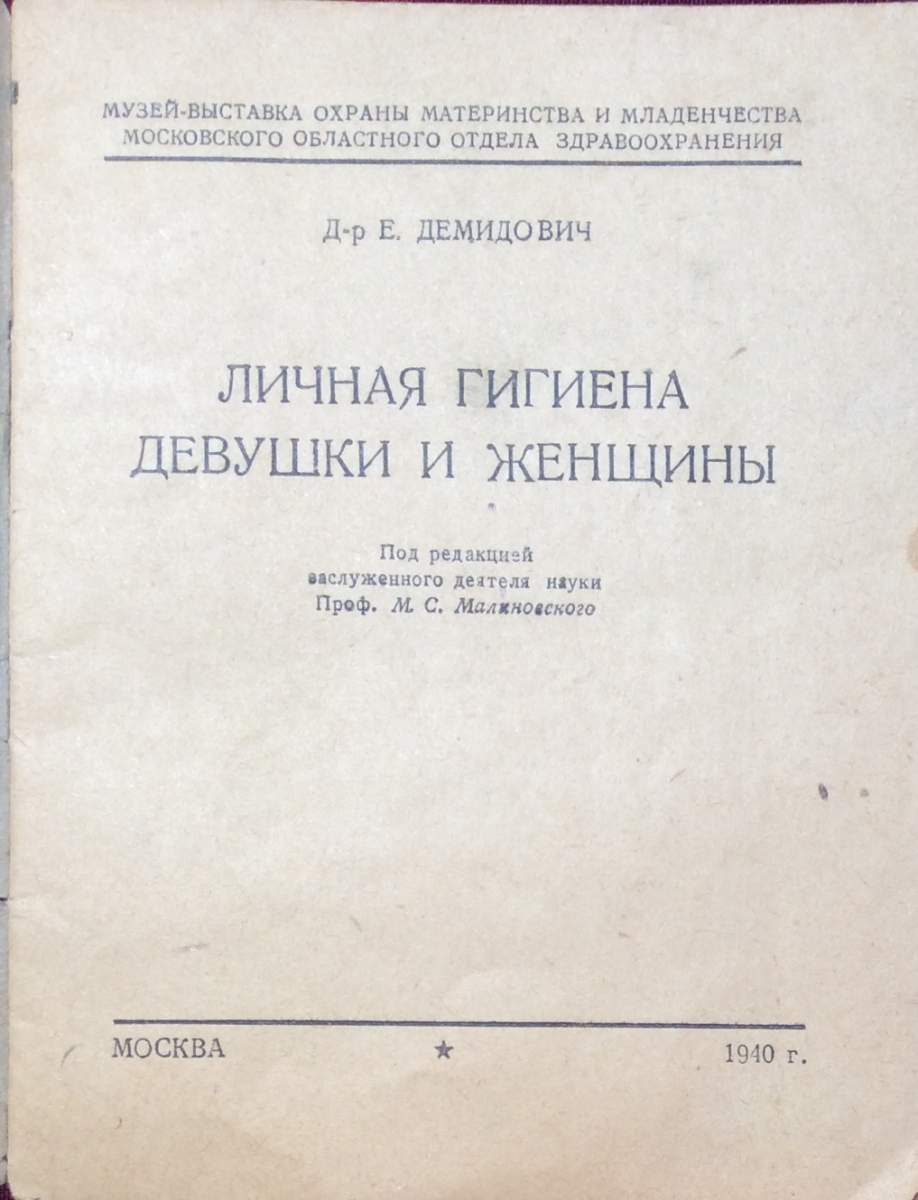 МУЗЕЙ-ВЫСТАВКА ОХРАНЫ МАТЕРИНСТВА И МЛАДЕНЧЕСТВА
МОСКОВСКОГО ОБЛАСТНОГО ОТДЕЛА ЗДРАВООХРАНЕНИЯ
Д-р Е. ДЕМИДОВИЧ
ЛИЧНАЯ ГИГИЕНА
ДЕВУШКИ И ЖЕНЩИНЫ
Под редакцией
заслуженного деятеля науки
Проф. М. С. Малиновского
МОСКВА ★ 1940 г.